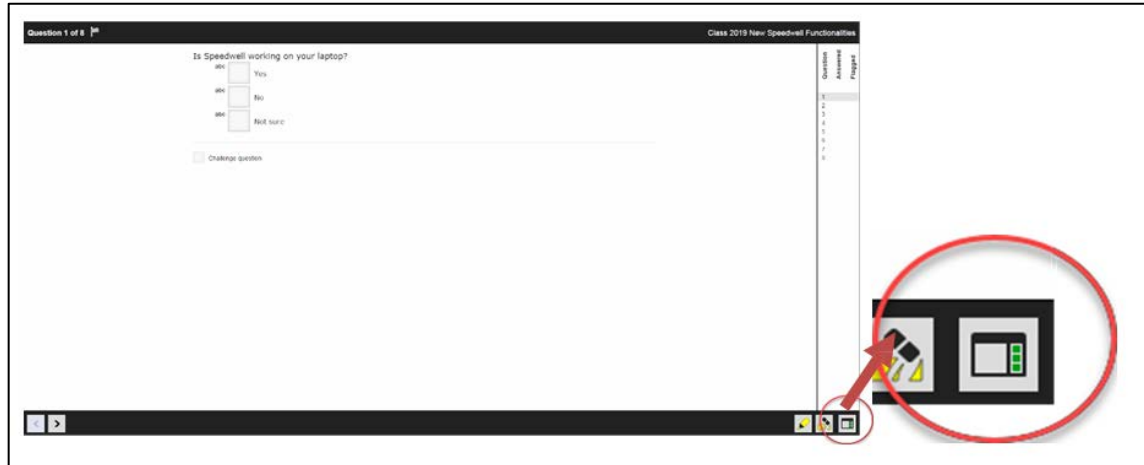 Question 1 of 8
Class 2019 New Speedwell Functionalities
Is Speedwell working on your laptop?
abc Yes
abc No
abc Not sure
Challenge question
Question Answered Flagged
1
2
3
4
5
6
7
8